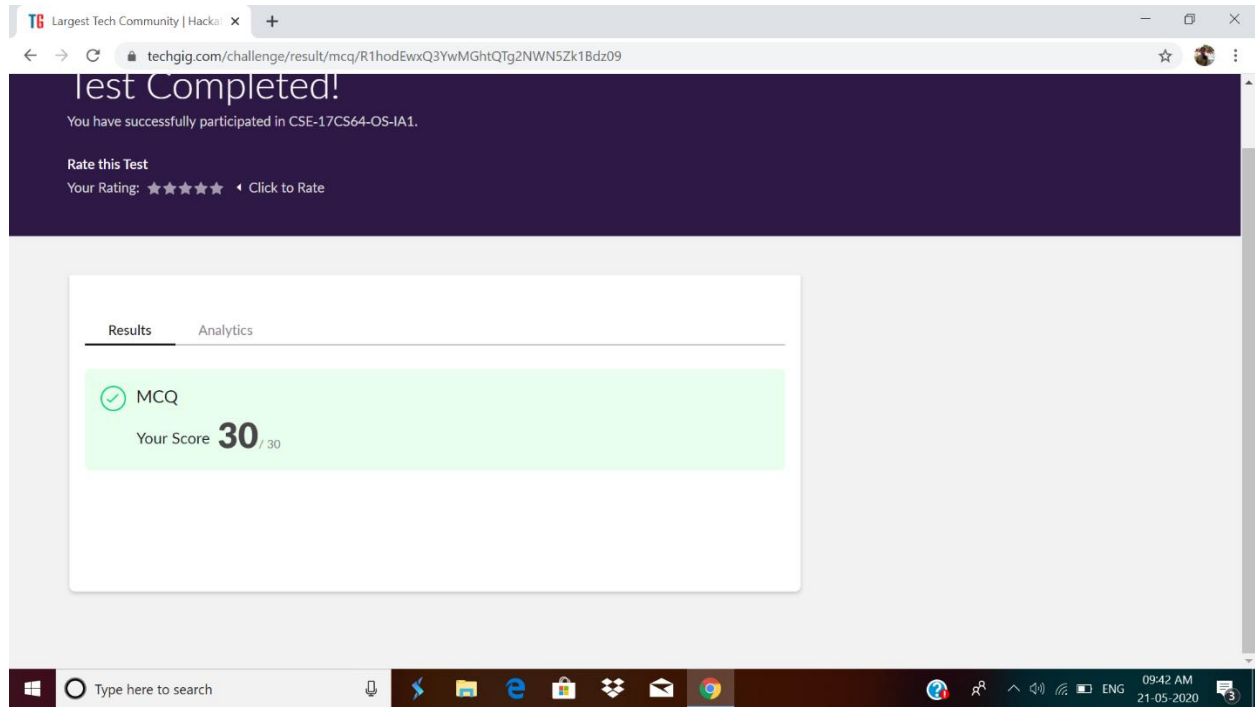 TG Largest Tech Community | Hacka
techgig.com/challenge/result/mcq/R1hodEwxQ3YwMGhtQTg2NWN5Zk1Bdz09
Test Completed!
You have successfully participated in CSE-17CS64-OS-IA1.
Rate this Test
Your Rating: Click to Rate
Results Analytics
MCQ
Your Score 30 / 30
Type here to search
ENG
09:42 AM
21-05-2020
3